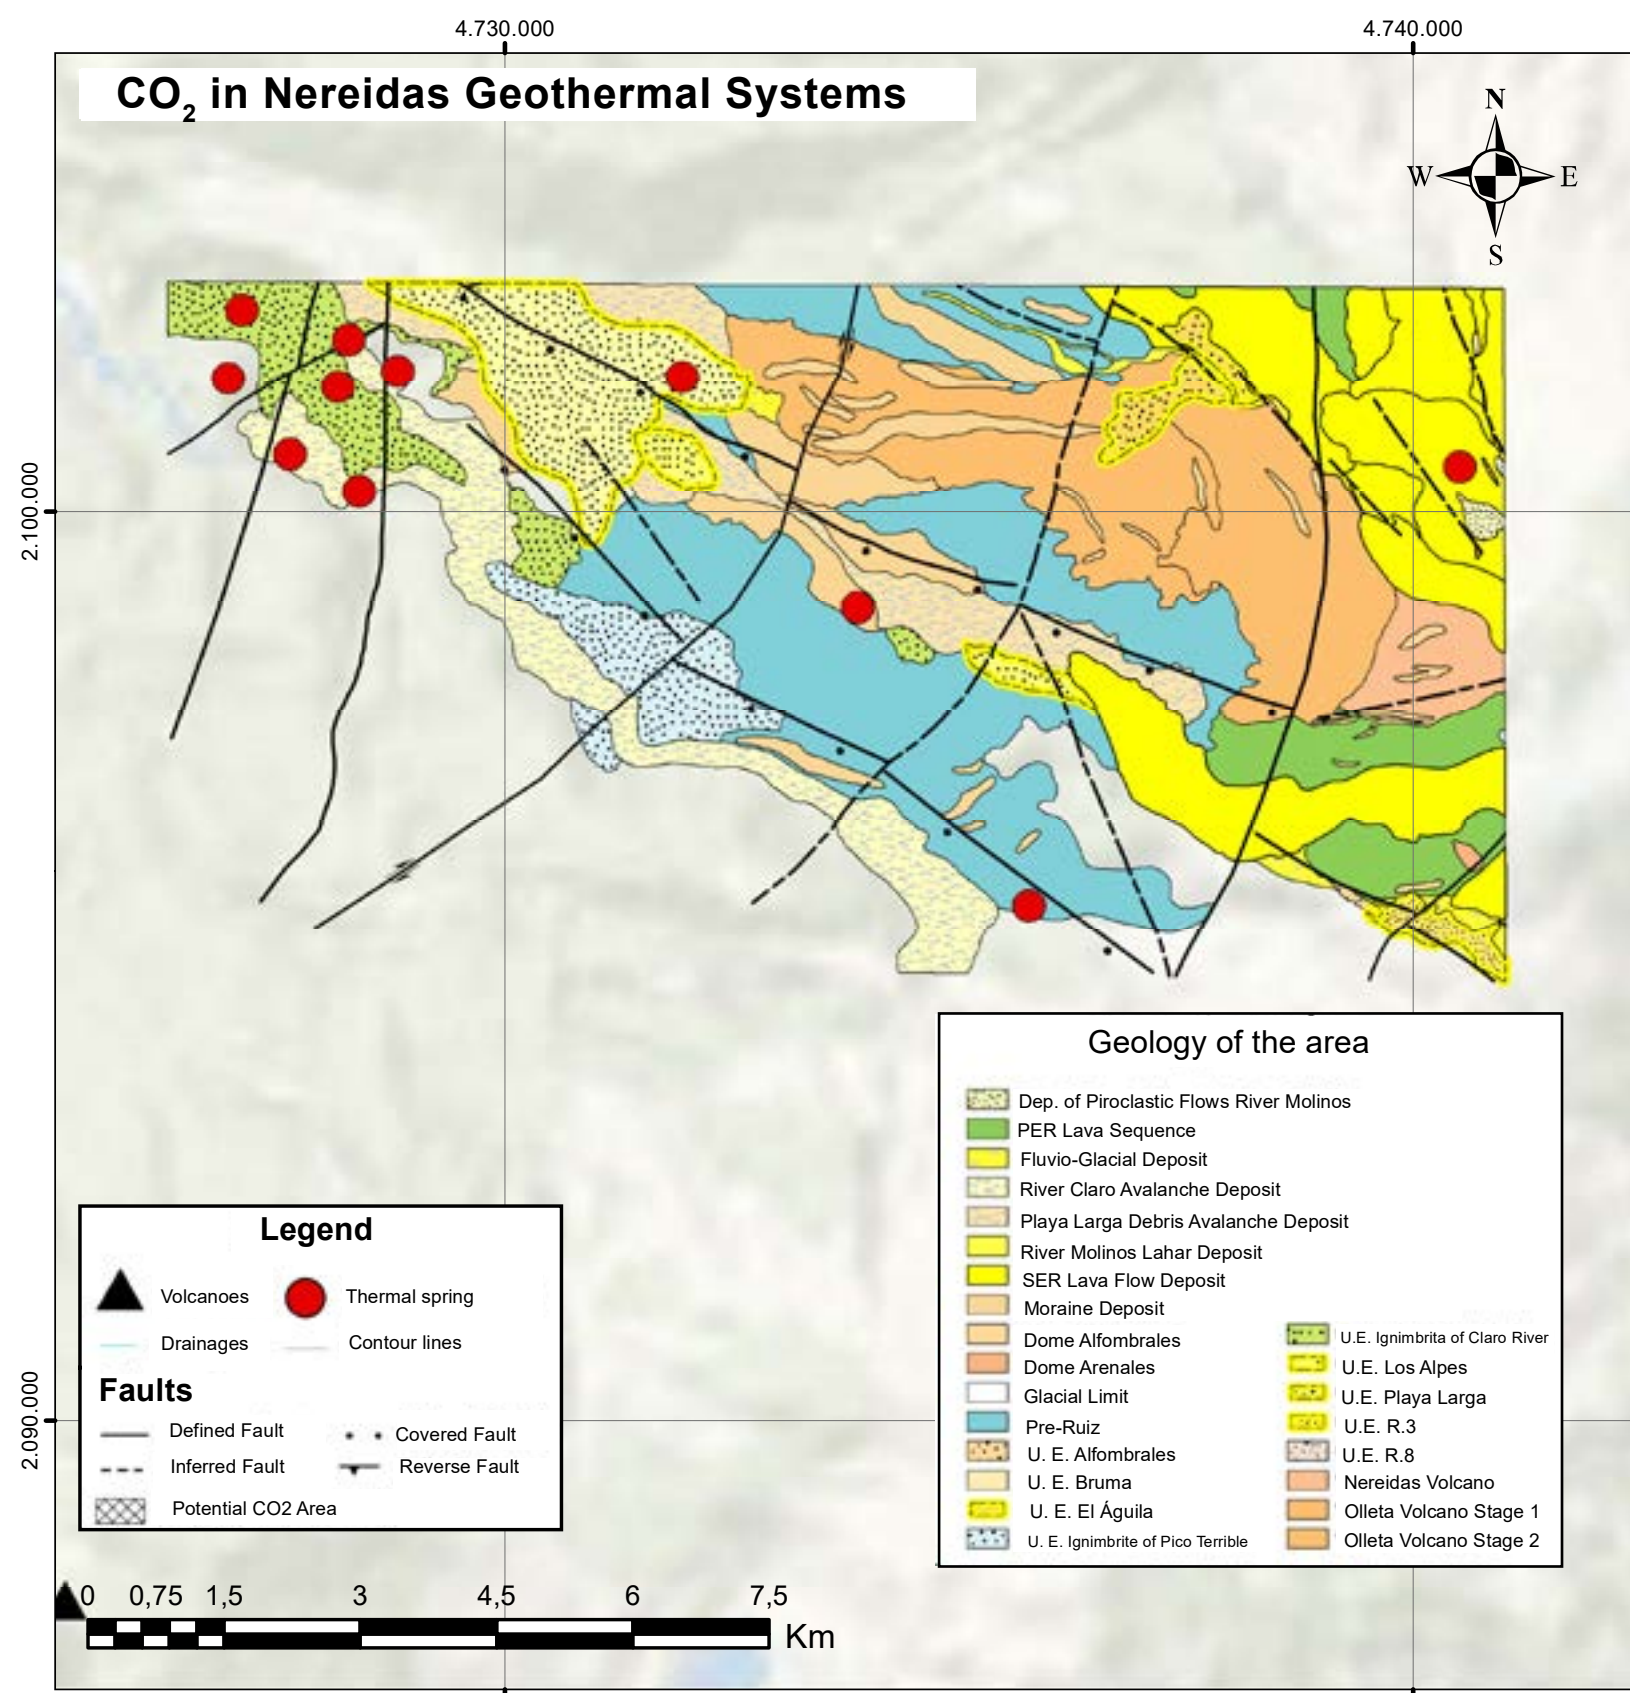 4.730.000 4.740.000
CO2 in Nereidas Geothermal Systems
N
W E
S
2.100.000
2.090.000
Geology of the area
Dep. of Piroclastic Flows River Molinos
PER Lava Sequence
Fluvio-Glacial Deposit
River Claro Avalanche Deposit
Playa Larga Debris Avalanche Deposit
River Molinos Lahar Deposit
SER Lava Flow Deposit
Moraine Deposit
Dome Alfombrales
Dome Arenales
Glacial Limit
Pre-Ruiz
U. E. Alfombrales
U. E. Bruma
U. E. El Águila
U. E. Ignimbrite of Pico Terrible
U.E. Ignimbrita of Claro River
U.E. Los Alpes
U.E. Playa Larga
U.E. R.3
U.E. R.8
Nereidas Volcano
Olleta Volcano Stage 1
Olleta Volcano Stage 2
Legend
Volcanoes Thermal spring
Drainages Contour lines
Faults
Defined Fault Covered Fault
Inferred Fault Reverse Fault
Potential CO2 Area
0 0,75 1,5 3 4,5 6 7,5
Km